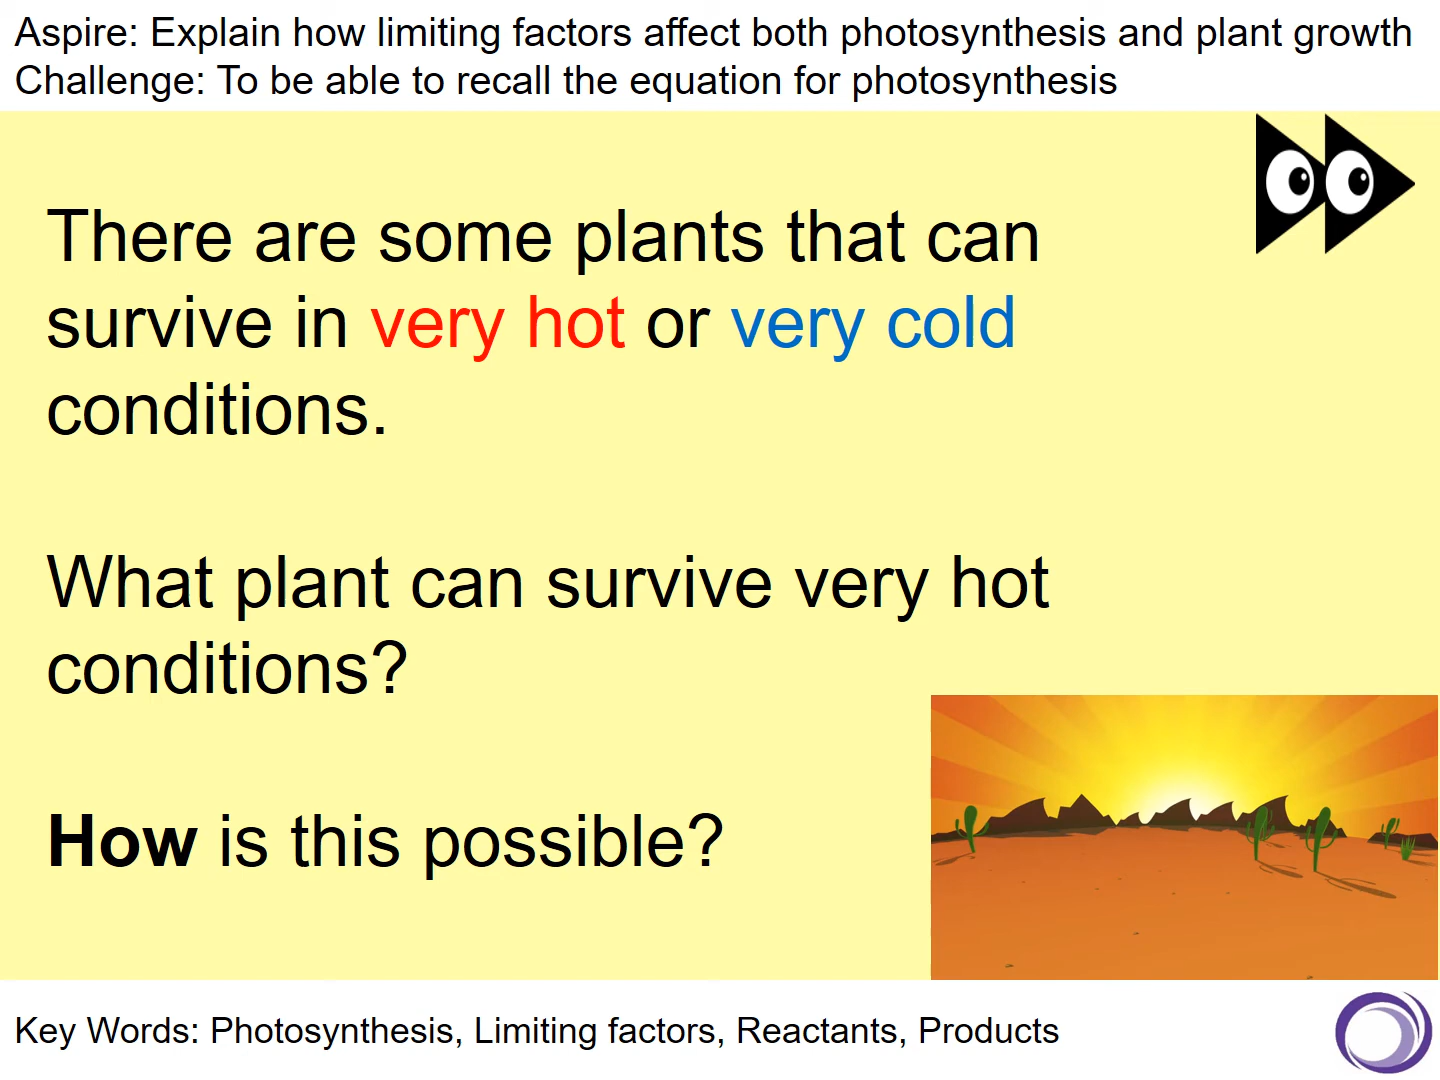 Aspire: Explain how limiting factors affect both photosynthesis and plant growth
Challenge: To be able to recall the equation for photosynthesis
There are some plants that can
survive in very hot or very cold
conditions.
What plant can survive very hot
conditions?
How is this possible?
Key Words: Photosynthesis, Limiting factors, Reactants, Products